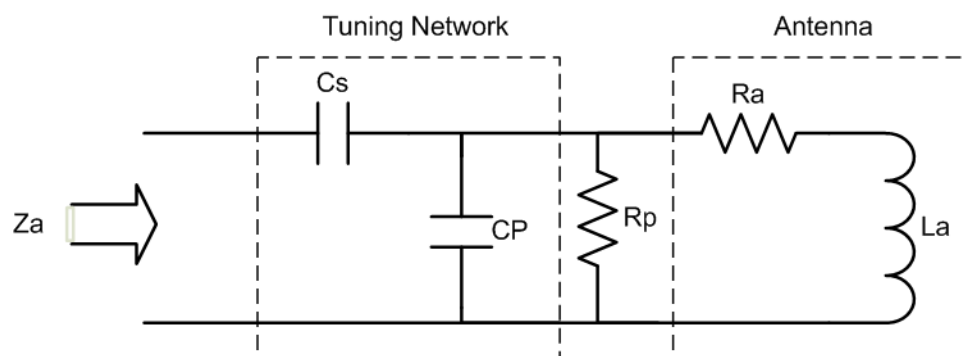 Tuning Network
Antenna
Cs
Ra
Za
CP
Rp
La